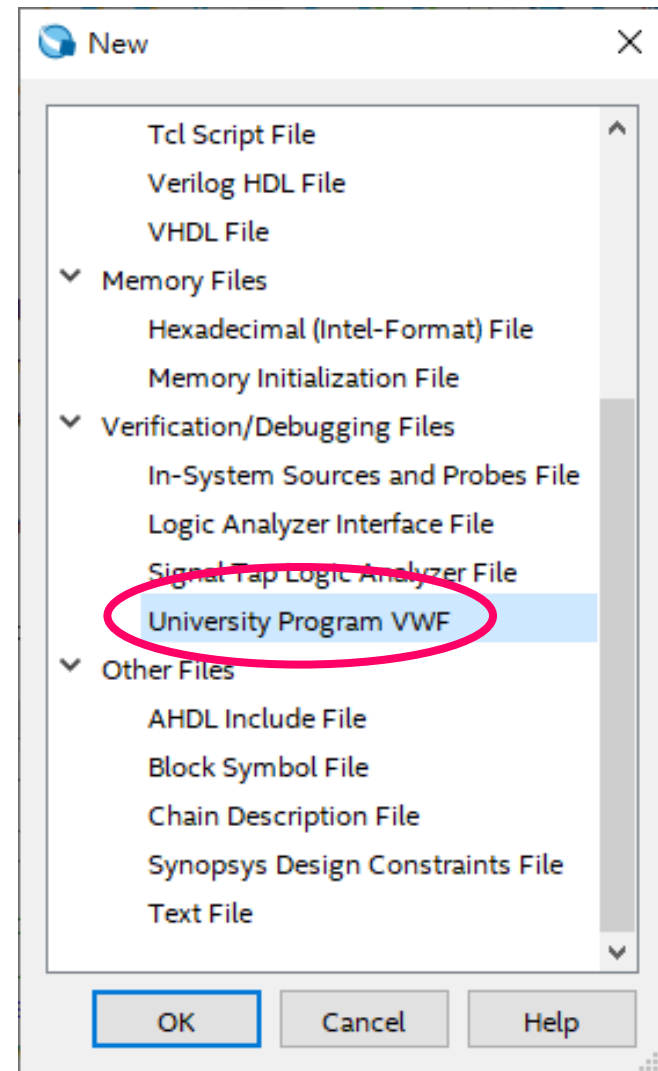 New
Tcl Script File
Verilog HDL File
VHDL File
Memory Files
Hexadecimal (Intel-Format) File
Memory Initialization File
Verification/Debugging Files
In-System Sources and Probes File
Logic Analyzer Interface File
Signal Tap Logic Analyzer File
University Program VWF
Other Files
AHDL Include File
Block Symbol File
Chain Description File
Synopsys Design Constraints File
Text File
OK Cancel Help